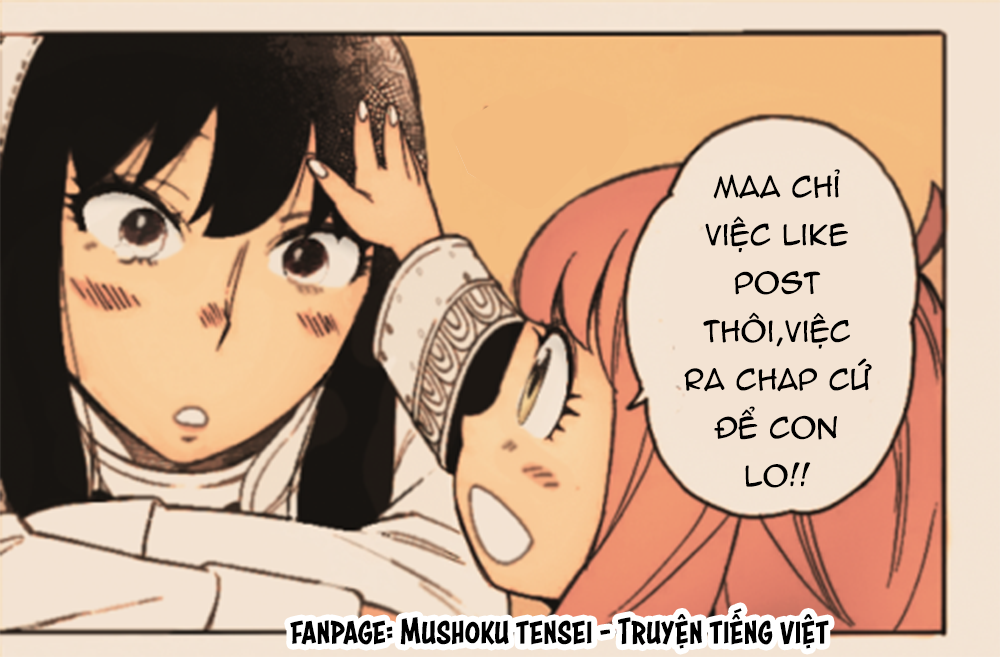 MAA CHỈ
VIỆC LIKE
POST
THÔI,VIỆC
RA CHAP CỨ
ĐỂ CON
LO!!
FANPAGE: MUSHOKU TENSEI - TRUYỆN TIẾNG VIỆT